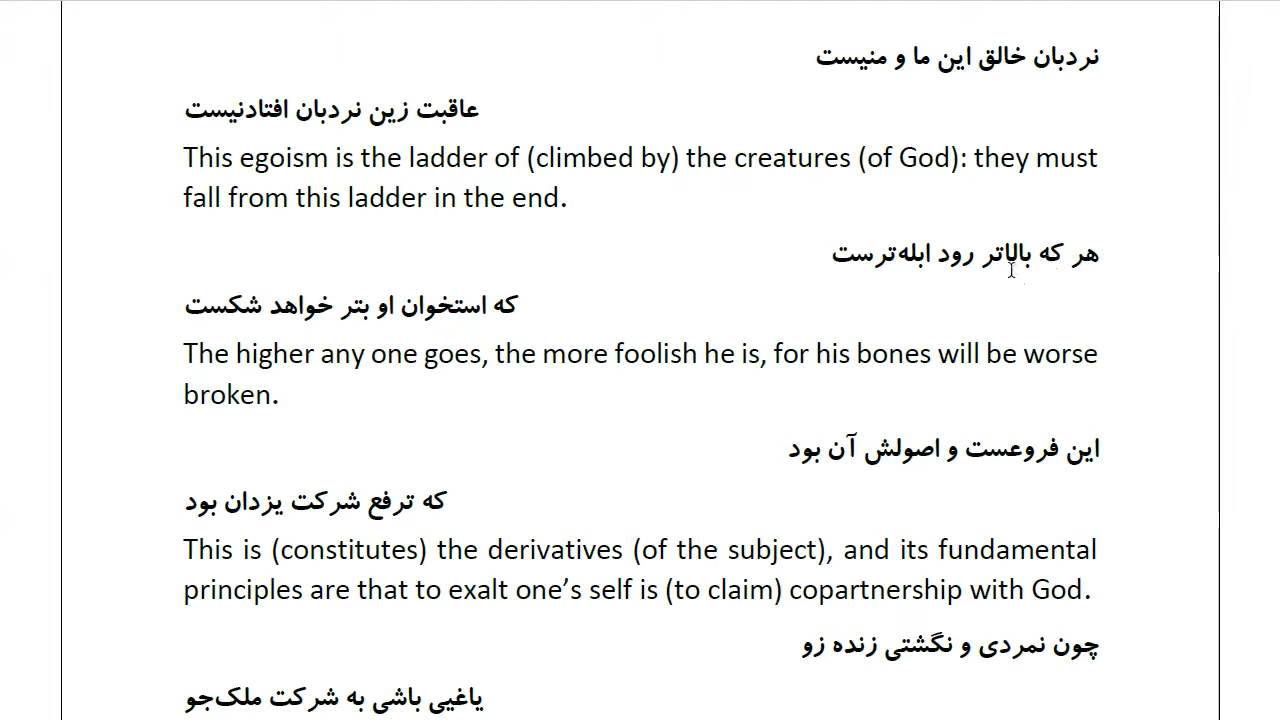 نردبان خالق این ما و منیست
عاقبت زین نردبان افتادنیست
This egoism is the ladder of (climbed by) the creatures (of God): they must
fall from this ladder in the end.
هر که بالاتر رود ابله‌ترست
که استخوان او بتر خواهد شکست
The higher any one goes, the more foolish he is, for his bones will be worse
broken.
این فروعست و اصولش آن بود
که ترفع شرکت یزدان بود
This is (constitutes) the derivatives (of the subject), and its fundamental
principles are that to exalt one’s self is (to claim) copartnership with God.
چون نمردی و نگشتی زنده زو
یاغیی باشی به شرکت ملک‌جو